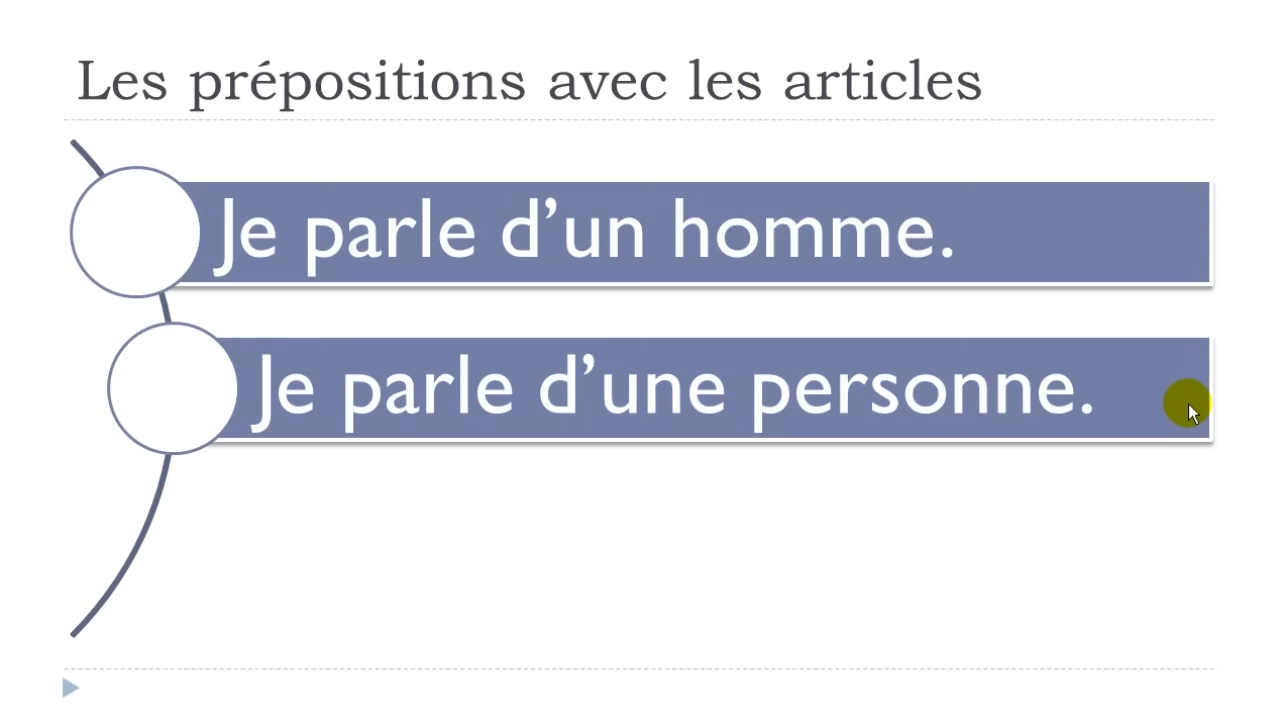 Les prépositions avec les articles
Je parle d’un homme.
Je parle d’une personne.